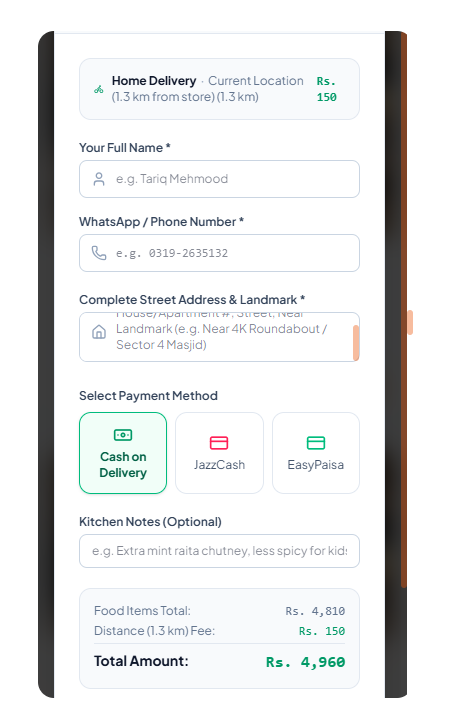 Home Delivery · Current Location Rs.
(1.3 km from store) (1.3 km) 150
Your Full Name *
e.g. Tariq Mehmood
WhatsApp / Phone Number *
e.g. 0319-2635132
Complete Street Address & Landmark *
House/Apartment #, Street, Near
Landmark (e.g. Near 4K Roundabout /
Sector 4 Masjid)
Select Payment Method
Cash on
Delivery
JazzCash
EasyPaisa
Kitchen Notes (Optional)
e.g. Extra mint raita chutney, less spicy for kids
Food Items Total: Rs. 4,810
Distance (1.3 km) Fee: Rs. 150
Total Amount: Rs. 4,960